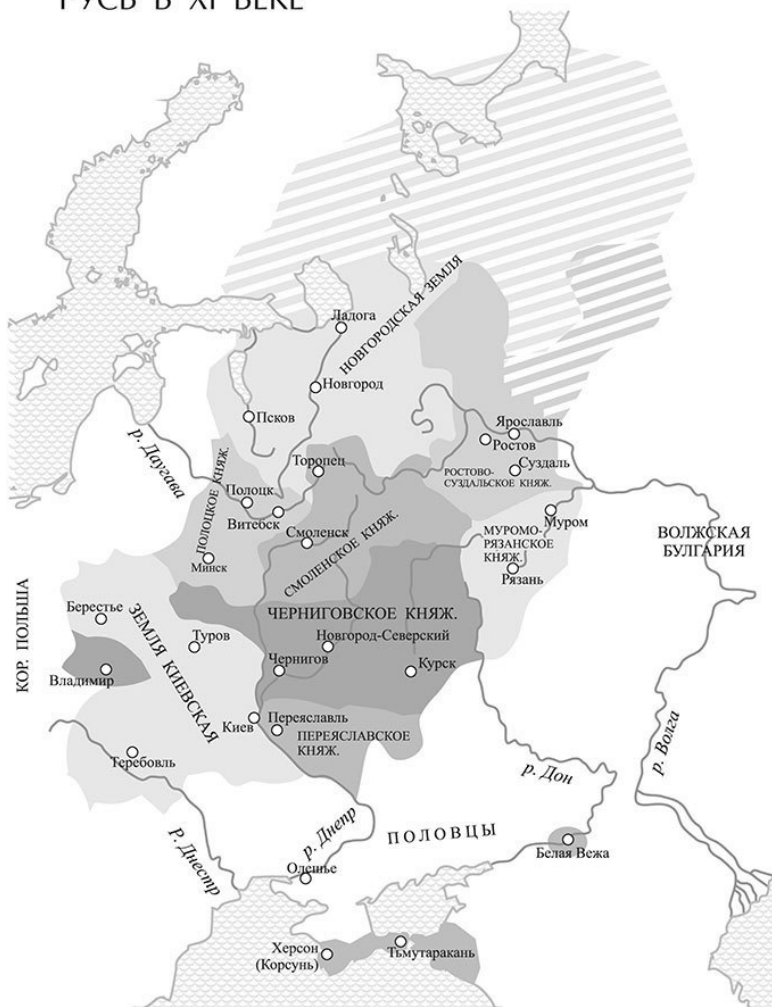 РУСЬ В XI ВЕКЕ
Ладога
НОВГОРОДСКАЯ ЗЕМЛЯ
Новгород
Псков
Ярославль
Ростов
Суздаль
РОСТОВО-
СУЗДАЛЬСКОЕ КНЯЖ.
р. Даугава
Торопец
Полоцк
ПОЛОЦКОЕ КНЯЖ.
Витебск
Смоленск
СМОЛЕНСКОЕ КНЯЖ.
Минск
Муром
МУРОМО-
РЯЗАНСКОЕ
КНЯЖ.
Рязань
ВОЛЖСКАЯ
БУЛГАРИЯ
КОР. ПОЛЬША
Берестье
ЗЕМЛЯ КИЕВСКАЯ
Туров
ЧЕРНИГОВСКОЕ КНЯЖ.
Новгород-Северский
Чернигов
Курск
Владимир
Киев
Переяславль
ПЕРЕЯСЛАВСКОЕ
КНЯЖ.
Теребовль
р. Дон
р. Волга
р. Днепр
Р. Днестр
ПОЛОВЦЫ
Белая Вежа
Олешье
Херсон
(Корсунь)
Тьмутаракань